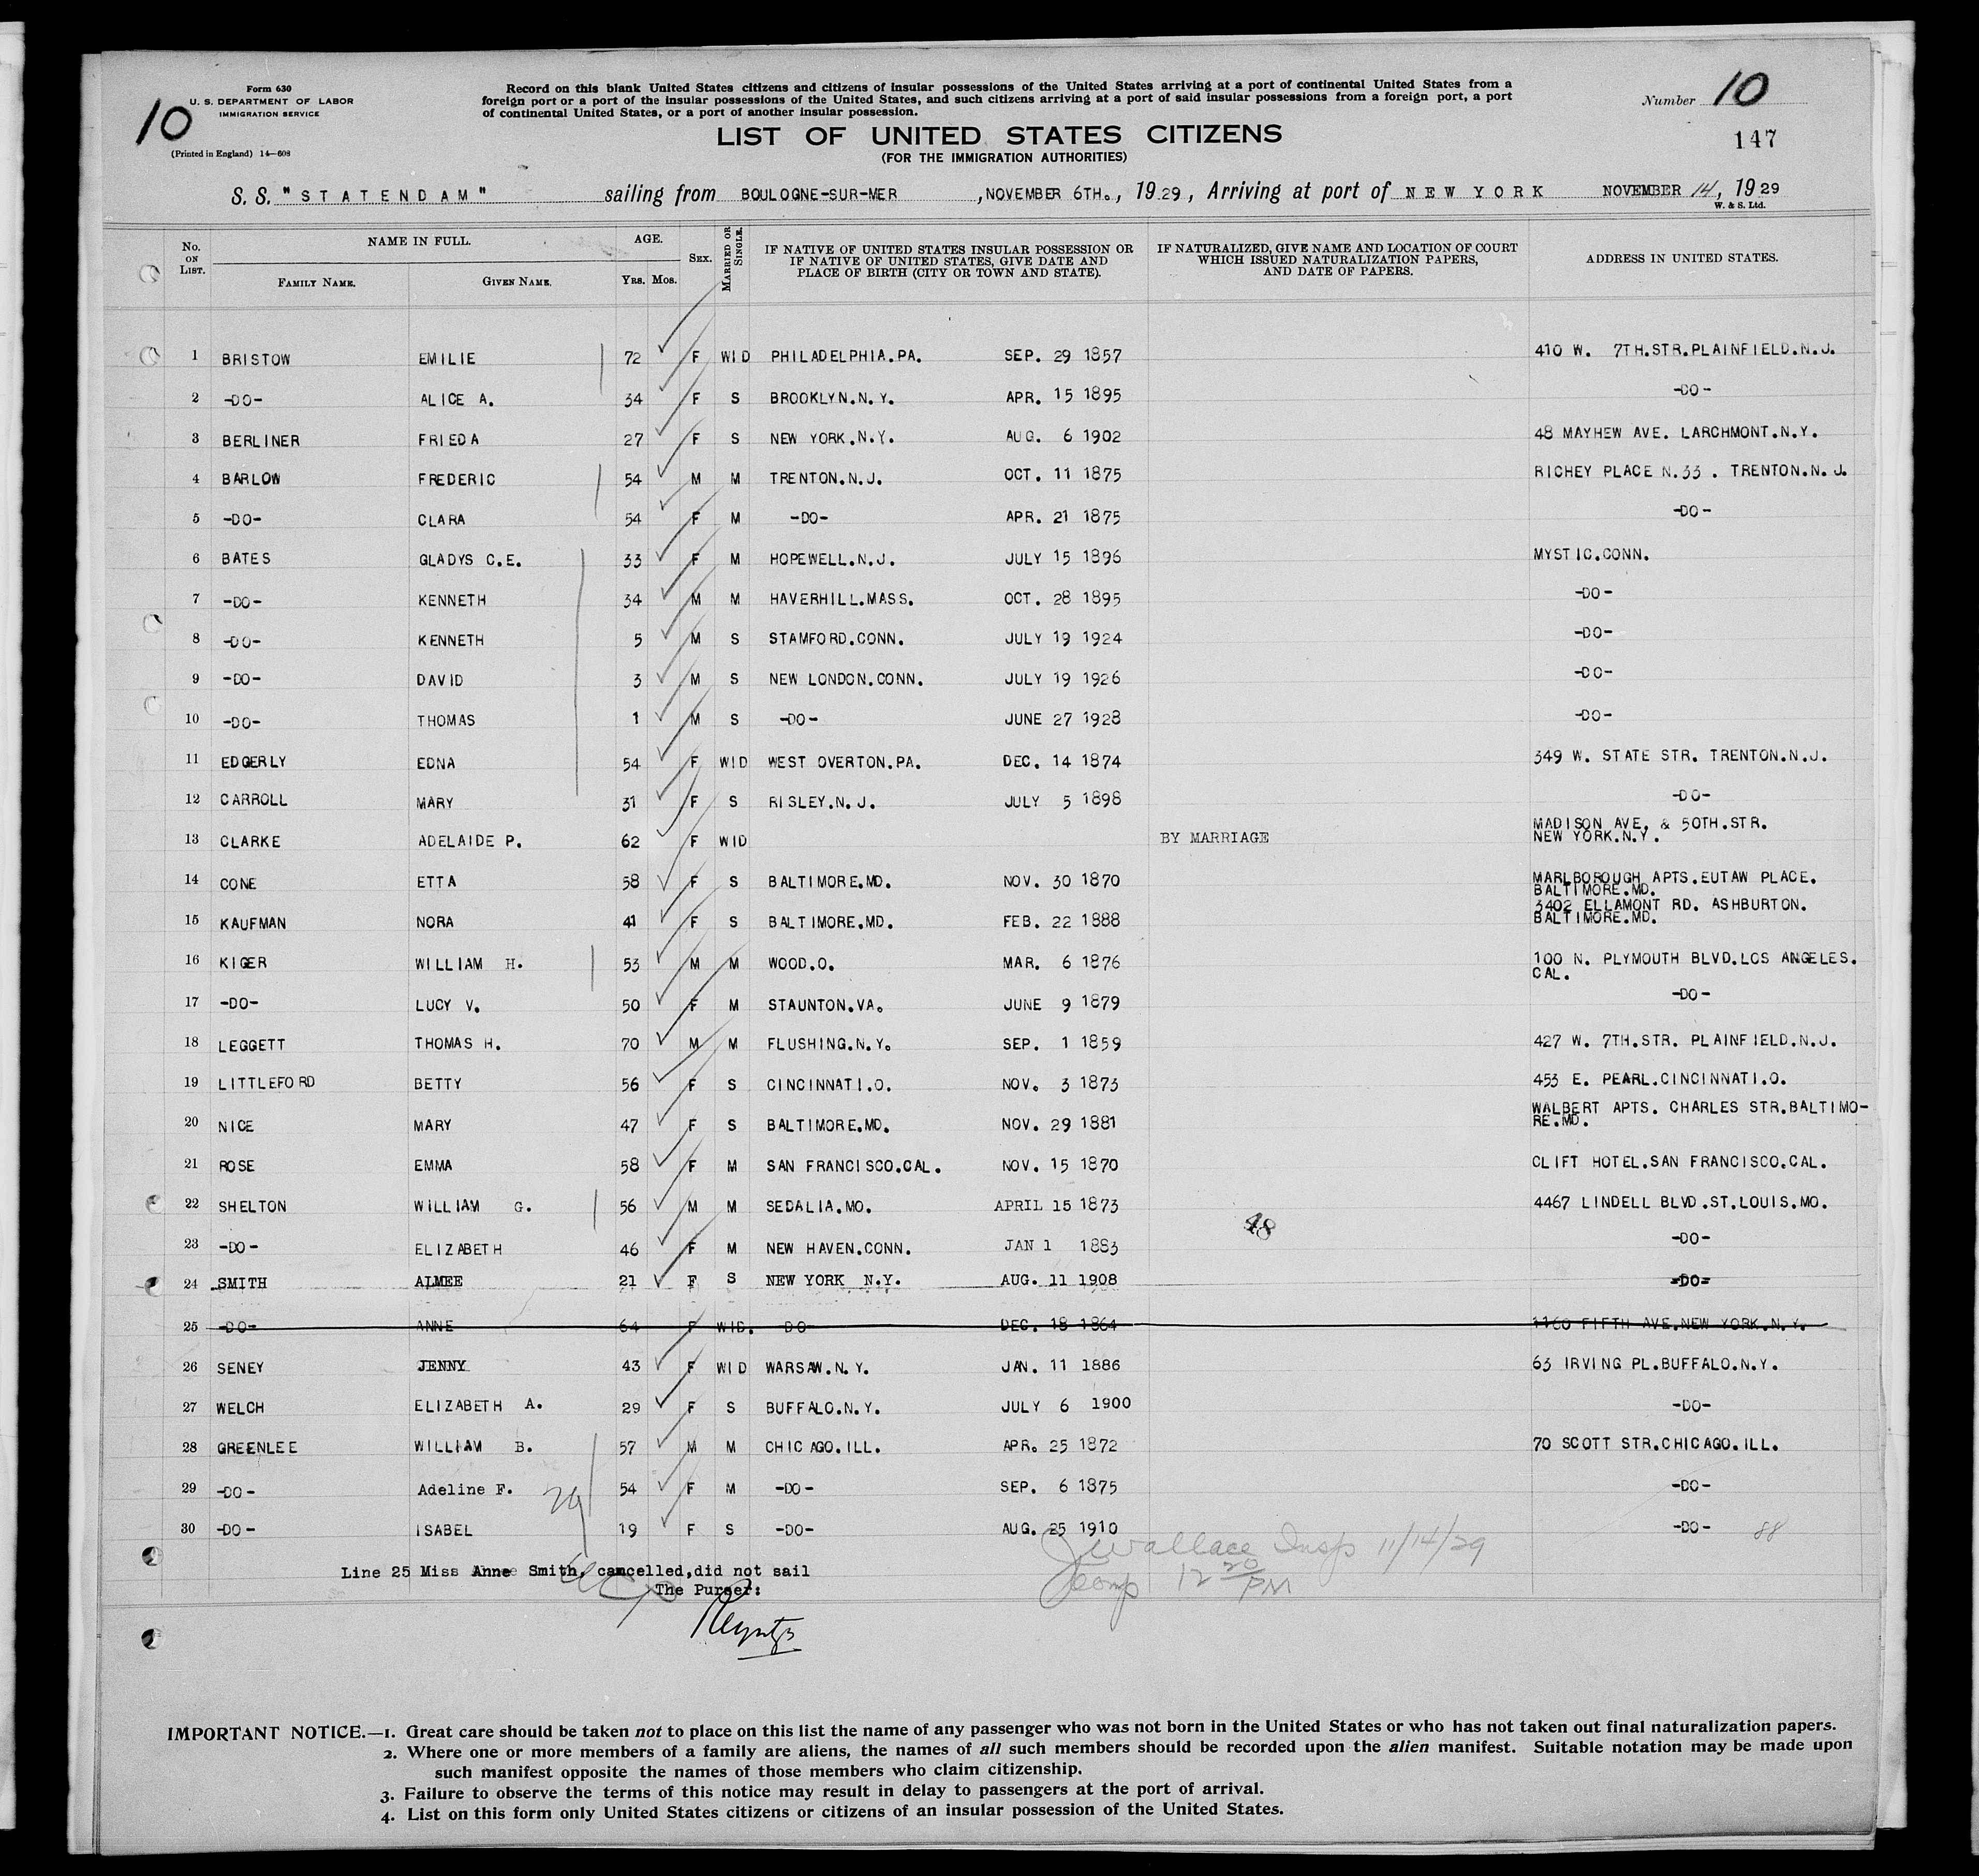 Form 630
U. S. DEPARTMENT OF LABOR
IMMIGRATION SERVICE
10
(Printed in England) 14—608
Record on this blank United States citizens and citizens of insular possessions of the United States arriving at a port of continental United States from a
foreign port or a port of the insular possessions of the United States, and such citizens arriving at a port of said insular possessions from a foreign port, a port
of continental United States, or a port of another insular possession.
Number 10
147
LIST OF UNITED STATES CITIZENS
(FOR THE IMMIGRATION AUTHORITIES)
S.S. "STATENDAM" sailing from BOULOGNE-SUR-MER , NOVEMBER 6TH., 1929, Arriving at port of NEW YORK NOVEMBER 14, 1929
W. & S. Ltd.
No. ON LIST. NAME IN FULL. FAMILY NAME. GIVEN NAME. AGE. YRS. MOS. SEX. MARRIED OR SINGLE. IF NATIVE OF UNITED STATES INSULAR POSSESSION OR IF NATIVE OF UNITED STATES, GIVE DATE AND PLACE OF BIRTH (CITY OR TOWN AND STATE). IF NATURALIZED, GIVE NAME AND LOCATION OF COURT WHICH ISSUED NATURALIZATION PAPERS, AND DATE OF PAPERS. ADDRESS IN UNITED STATES.
1 BRISTOW EMILIE 72 F WID PHILADELPHIA.PA. SEP. 29 1857 410 W. 7TH.STR.PLAINFIELD.N.J.
2 -DO- ALICE A. 34 F S BROOKLYN.N.Y. APR. 15 1895 -DO-
3 BERLINER FRIEDA 27 F S NEW YORK.N.Y. AUG. 6 1902 48 MAYHEW AVE. LARCHMONT.N.Y.
4 BARLOW FREDERIC 54 M M TRENTON.N.J. OCT. 11 1875 RICHEY PLACE N.33 . TRENTON.N.J.
5 -DO- CLARA 54 F M -DO- APR. 21 1875 -DO-
6 BATES GLADYS C.E. 33 F M HOPEWELL.N.J. JULY 15 1896 MYSTIC.CONN.
7 -DO- KENNETH 34 M M HAVERHILL.MASS. OCT. 28 1895 -DO-
8 -DO- KENNETH 5 M S STAMFORD.CONN. JULY 19 1924 -DO-
9 -DO- DAVID 3 M S NEW LONDON.CONN. JULY 19 1926 -DO-
10 -DO- THOMAS 1 M S -DO- JUNE 27 1928 -DO-
11 EDGERLY EDNA 54 F WID WEST OVERTON.PA. DEC. 14 1874 349 W. STATE STR. TRENTON.N.J.
12 CARROLL MARY 31 F S RISLEY.N.J. JULY 5 1898 -DO-
13 CLARKE ADELAIDE P. 62 F WID BY MARRIAGE MADISON AVE. & 50TH.STR.
NEW YORK.N.Y.
14 CONE ETTA 58 F S BALTIMORE.MD. NOV. 30 1870 MARLBOROUGH APTS.EUTAW PLACE.
BALTIMORE.MD.
15 KAUFMAN NORA 41 F S BALTIMORE.MD. FEB. 22 1888 3402 ELLAMONT RD. ASHBURTON.
BALTIMORE.MD.
16 KIGER WILLIAM H. 53 M M WOOD.O. MAR. 6 1876 100 N. PLYMOUTH BLVD.LOS ANGELES.
CAL.
17 -DO- LUCY V. 50 F M STAUNTON.VA. JUNE 9 1879 -DO-
18 LEGGETT THOMAS H. 70 M M FLUSHING.N.Y. SEP. 1 1859 427 W. 7TH.STR. PLAINFIELD.N.J.
19 LITTLEFORD BETTY 56 F S CINCINNATI.O. NOV. 3 1873 453 E. PEARL.CINCINNATI.O.
20 NICE MARY 47 F S BALTIMORE.MD. NOV. 29 1881 WALBERT APTS. CHARLES STR.BALTIMO-
RE.MD.
21 ROSE EMMA 58 F M SAN FRANCISCO.CAL. NOV. 15 1870 CLIFT HOTEL.SAN FRANCISCO.CAL.
22 SHELTON WILLIAM G. 56 M M SEDALIA.MO. APRIL 15 1873 4467 LINDELL BLVD.ST.LOUIS.MO.
48
23 -DO- ELIZABETH 46 F M NEW HAVEN.CONN. JAN 1 1883 -DO-
24 SMITH AIMEE 21 F S NEW YORK N.Y. AUG. 11 1908 -DO-
25 -DO- ANNE 64 F WID. -DO- DEC. 18 1864 1160 FIFTH AVE.NEW YORK.N.Y.
26 SENEY JENNY 43 F WID WARSAW.N.Y. JAN. 11 1886 63 IRVING PL.BUFFALO.N.Y.
27 WELCH ELIZABETH A. 29 F S BUFFALO.N.Y. JULY 6 1900 -DO-
28 GREENLEE WILLIAM B. 57 M M CHICAGO.ILL. APR. 25 1872 70 SCOTT STR.CHICAGO.ILL.
29 -DO- Adeline F. 54 F M -DO- SEP. 6 1875 -DO-
29
30 -DO- ISABEL 19 F S -DO- AUG. 25 1910 -DO- 88
Wallace Insp 11/14/29
Line 25 Miss Anne Smith, cancelled,did not sail
12 20 PM
The Purser:
IMPORTANT NOTICE.—1. Great care should be taken not to place on this list the name of any passenger who was not born in the United States or who has not taken out final naturalization papers.
2. Where one or more members of a family are aliens, the names of all such members should be recorded upon the alien manifest. Suitable notation may be made upon
such manifest opposite the names of those members who claim citizenship.
3. Failure to observe the terms of this notice may result in delay to passengers at the port of arrival.
4. List on this form only United States citizens or citizens of an insular possession of the United States.